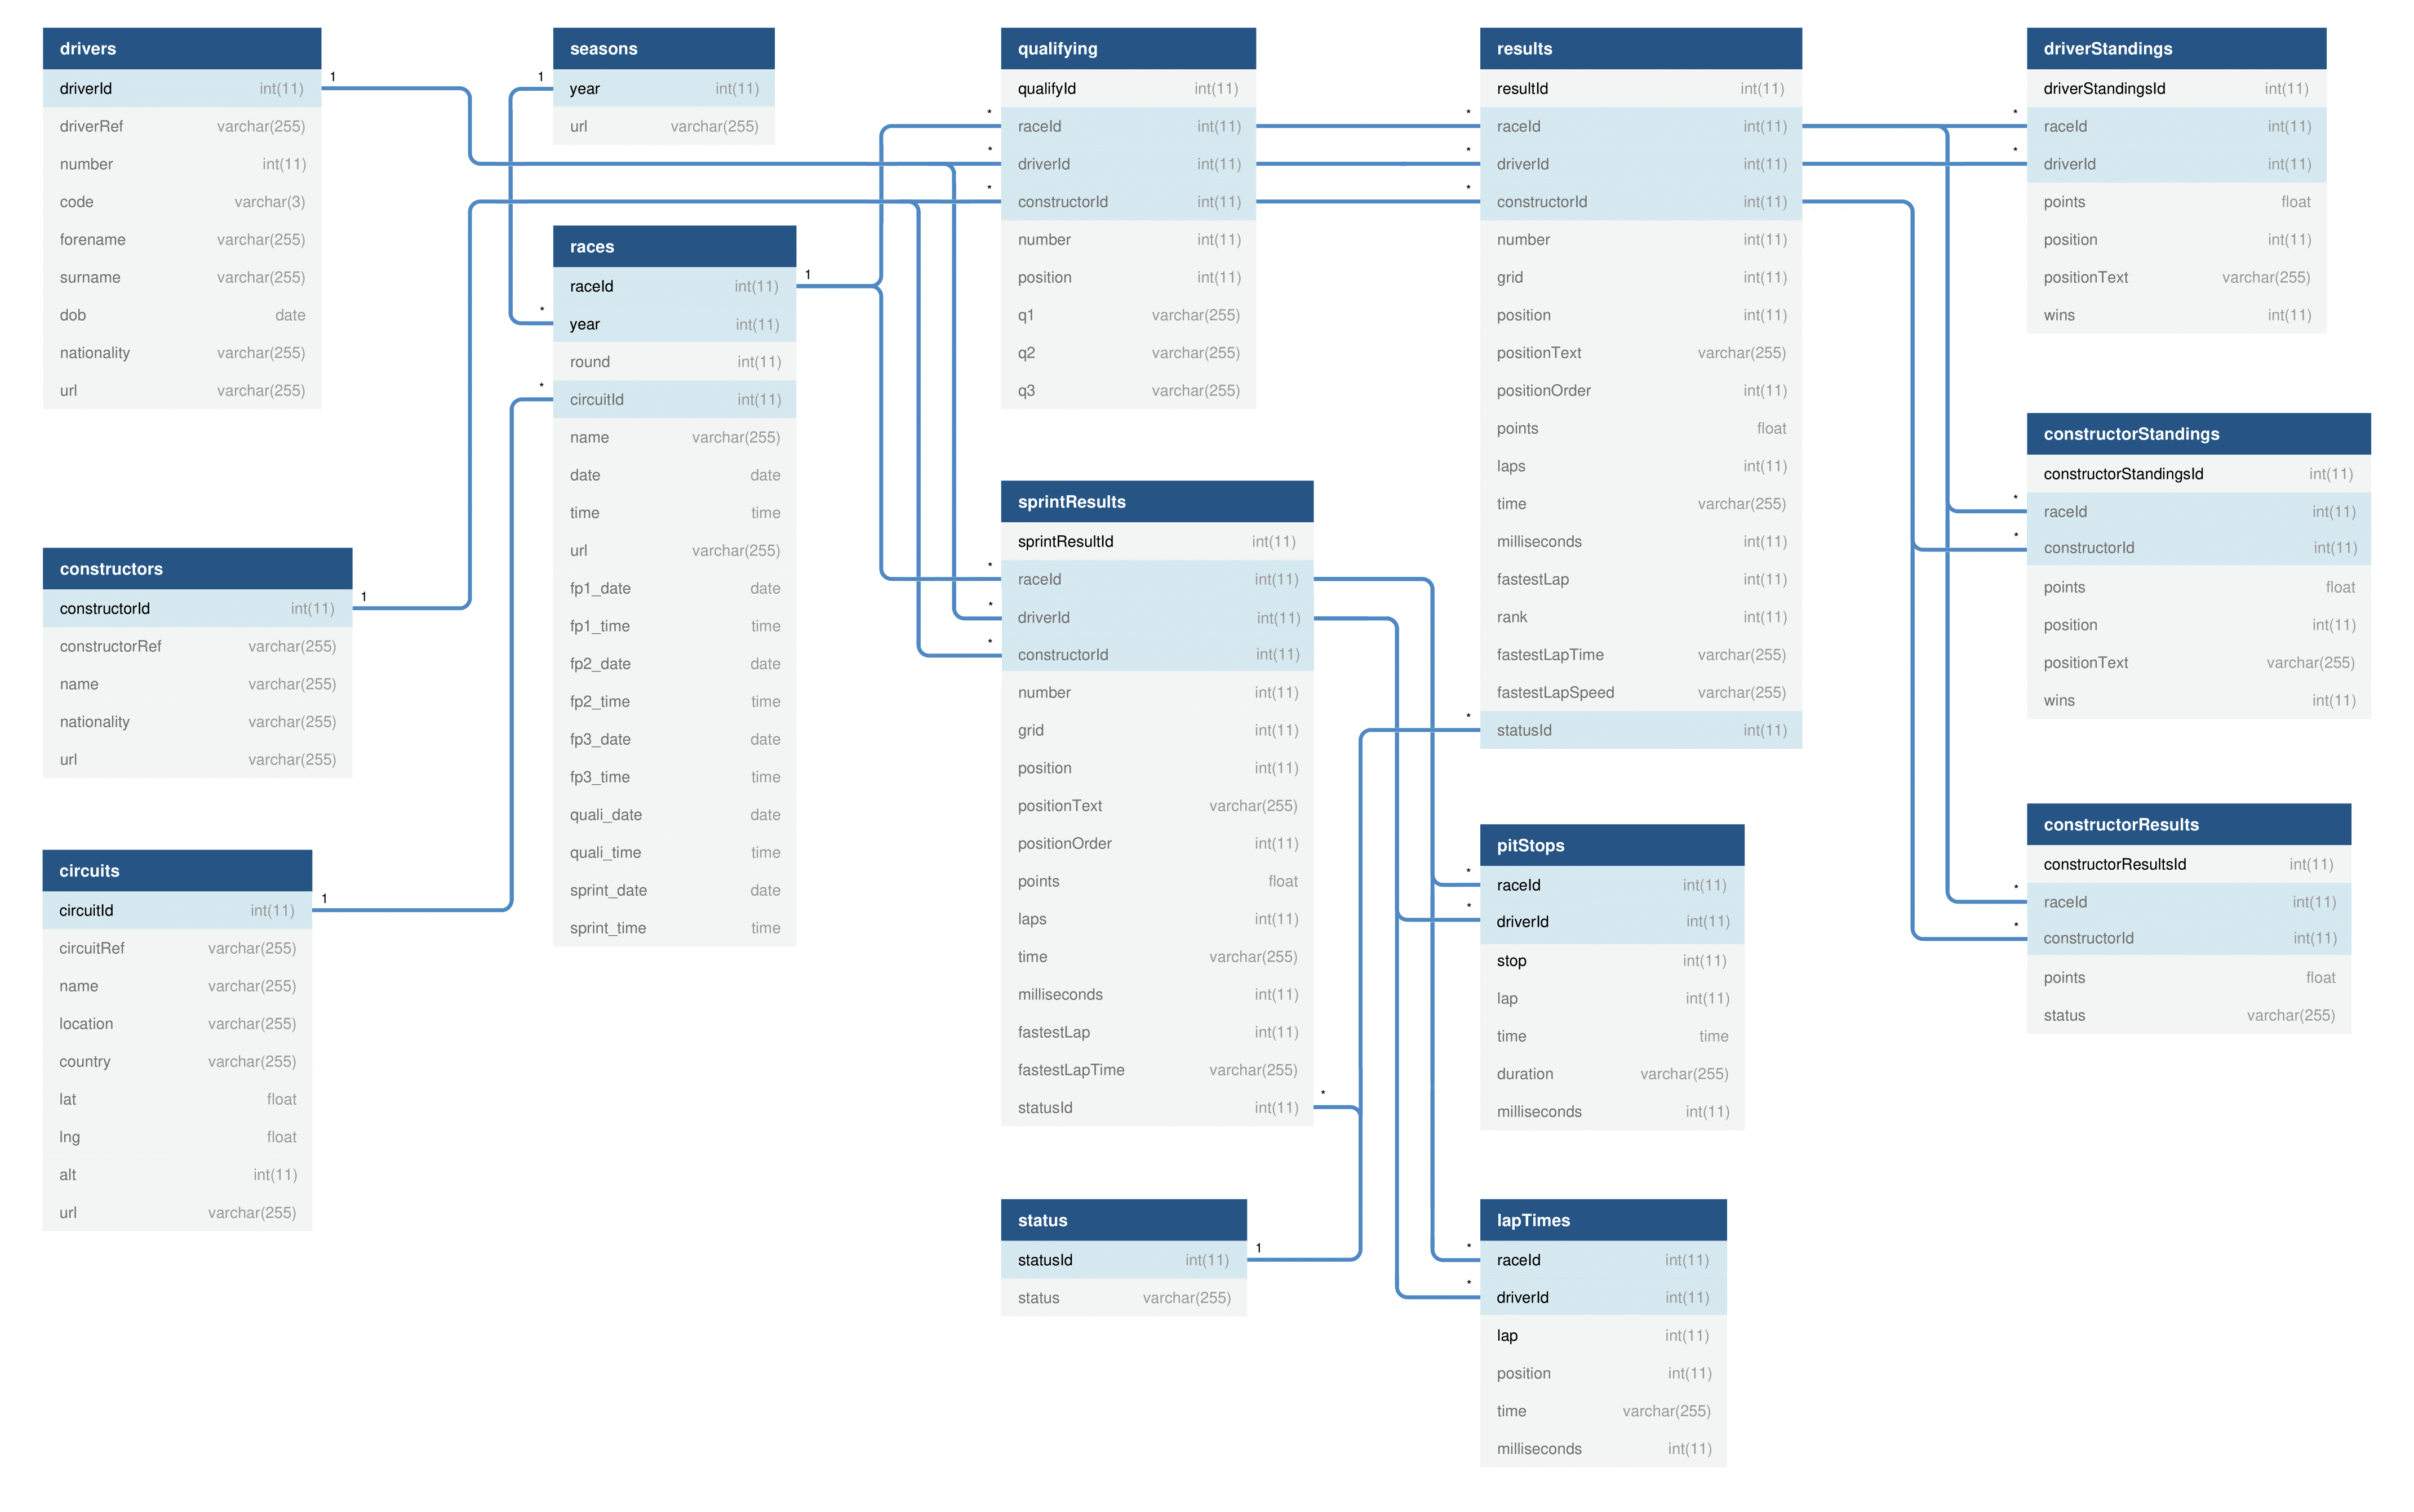 drivers
1
driverId int(11)
driverRef varchar(255)
number int(11)
code varchar(3)
forename varchar(255)
surname varchar(255)
dob date
nationality varchar(255)
url varchar(255)
constructors
1
constructorId int(11)
constructorRef varchar(255)
name varchar(255)
nationality varchar(255)
url varchar(255)
circuits
1
circuitId int(11)
circuitRef varchar(255)
name varchar(255)
location varchar(255)
country varchar(255)
lat float
lng float
alt int(11)
url varchar(255)
seasons
1
year int(11)
url varchar(255)
races
1
raceId int(11)
*
year int(11)
round int(11)
*
circuitId int(11)
name varchar(255)
date date
time time
url varchar(255)
fp1_date date
fp1_time time
fp2_date date
fp2_time time
fp3_date date
fp3_time time
quali_date date
quali_time time
sprint_date date
sprint_time time
qualifying
qualifyId int(11)
*
raceId int(11)
*
driverId int(11)
*
constructorId int(11)
number int(11)
position int(11)
q1 varchar(255)
q2 varchar(255)
q3 varchar(255)
sprintResults
sprintResultId int(11)
*
raceId int(11)
*
driverId int(11)
*
constructorId int(11)
number int(11)
grid int(11)
position int(11)
positionText varchar(255)
positionOrder int(11)
points float
laps int(11)
time varchar(255)
milliseconds int(11)
fastestLap int(11)
fastestLapTime varchar(255)
*
statusId int(11)
status
1
statusId int(11)
status varchar(255)
results
resultId int(11)
*
raceId int(11)
*
driverId int(11)
*
constructorId int(11)
number int(11)
grid int(11)
position int(11)
positionText varchar(255)
positionOrder int(11)
points float
laps int(11)
time varchar(255)
milliseconds int(11)
fastestLap int(11)
rank int(11)
fastestLapTime varchar(255)
fastestLapSpeed varchar(255)
*
statusId int(11)
pitStops
*
raceId int(11)
*
driverId int(11)
stop int(11)
lap int(11)
time time
duration varchar(255)
milliseconds int(11)
lapTimes
*
raceId int(11)
*
driverId int(11)
lap int(11)
position int(11)
time varchar(255)
milliseconds int(11)
driverStandings
driverStandingsId int(11)
*
raceId int(11)
*
driverId int(11)
points float
position int(11)
positionText varchar(255)
wins int(11)
constructorStandings
constructorStandingsId int(11)
*
raceId int(11)
*
constructorId int(11)
points float
position int(11)
positionText varchar(255)
wins int(11)
constructorResults
constructorResultsId int(11)
*
raceId int(11)
*
constructorId int(11)
points float
status varchar(255)